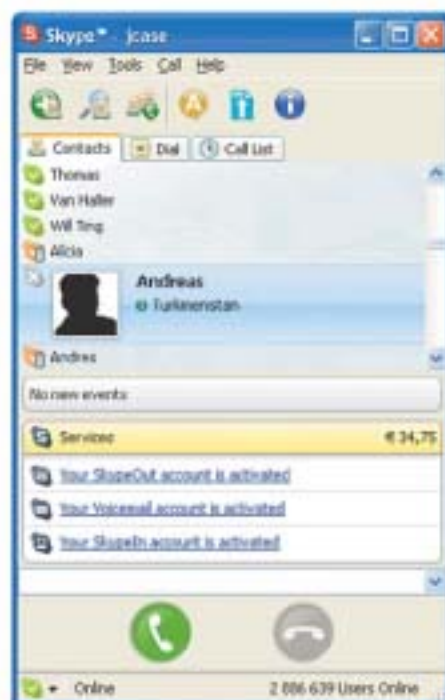 Skype™ - jcase
File View Tools Call Help
Contacts Dial Call List
Thomas
Van Haller
Will Ting
Alicia
Andreas
Turkmenistan
Andres
No new events
Services € 34,75
Your SkypeOut account is activated
Your Voicemail account is activated
Your SkypeIn account is activated
Online 2 886 639 Users Online